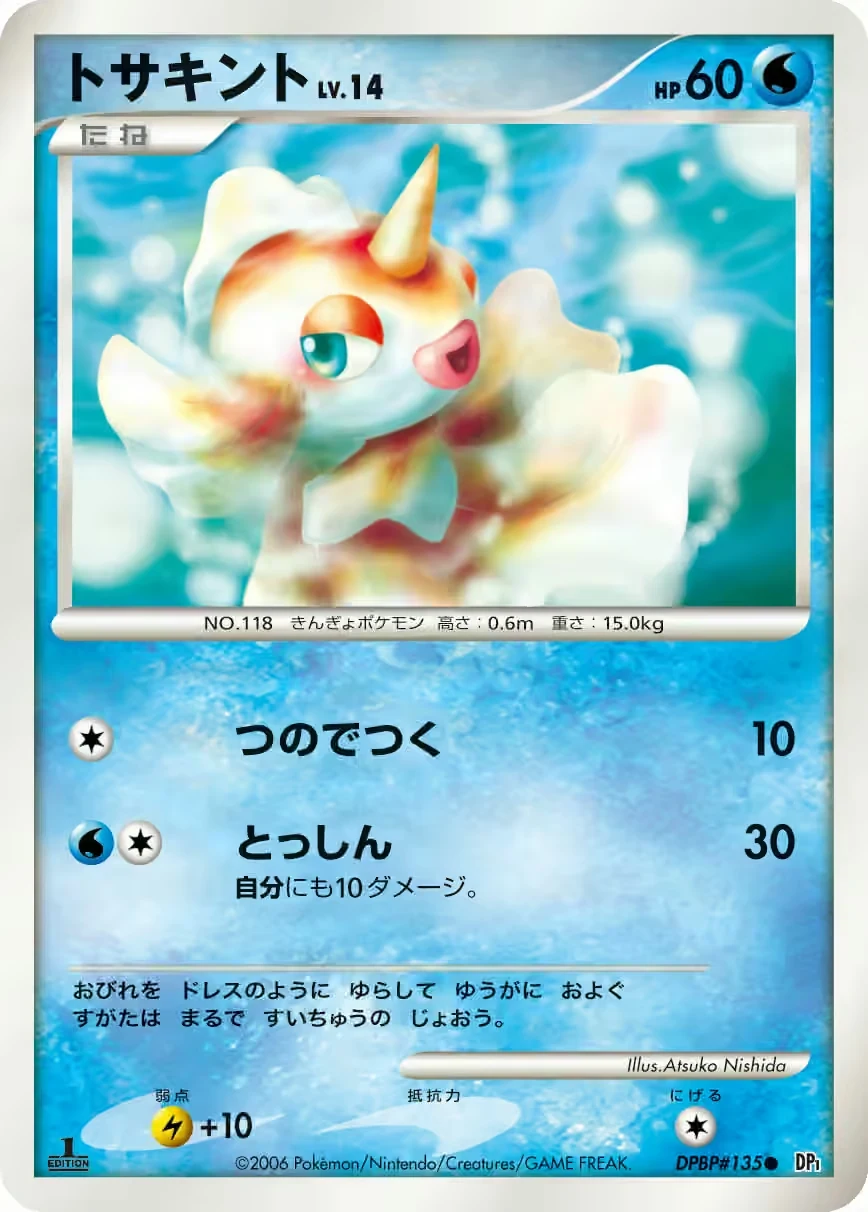 トサキント LV.14 HP 60
たね
NO.118 きんぎょポケモン 高さ:0.6m 重さ:15.0kg
つのでつく 10
とっしん 30
自分にも10ダメージ。
おびれを ドレスのように ゆらして ゆうがに およぐ
すがたは まるで すいちゅうの じょおう。
Illus.Atsuko Nishida
弱点 抵抗力 にげる
+10
1 EDITION
©2006 Pokémon/Nintendo/Creatures/GAME FREAK. DPBP#135● DP1